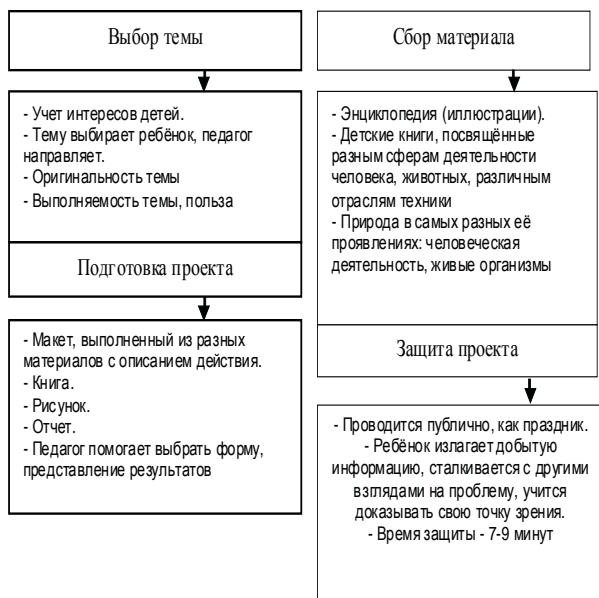 Выбор темы
- Учет интересов детей.
- Тему выбирает ребёнок, педагог
направляет.
- Оригинальность темы
- Выполняемость темы, польза
Подготовка проекта
- Макет, выполненный из разных
материалов с описанием действия.
- Книга.
- Рисунок.
- Отчет.
- Педагог помогает выбрать форму,
представление результатов
Сбор материала
- Энциклопедия (иллюстрации).
- Детские книги, посвящённые
разным сферам деятельности
человека, животных, различным
отраслям техники
- Природа в самых разных её
проявлениях: человеческая
деятельность, живые организмы
Защита проекта
- Проводится публично, как праздник.
- Ребёнок излагает добытую
информацию, сталкивается с другими
взглядами на проблему, учится
доказывать свою точку зрения.
- Время защиты - 7-9 минут